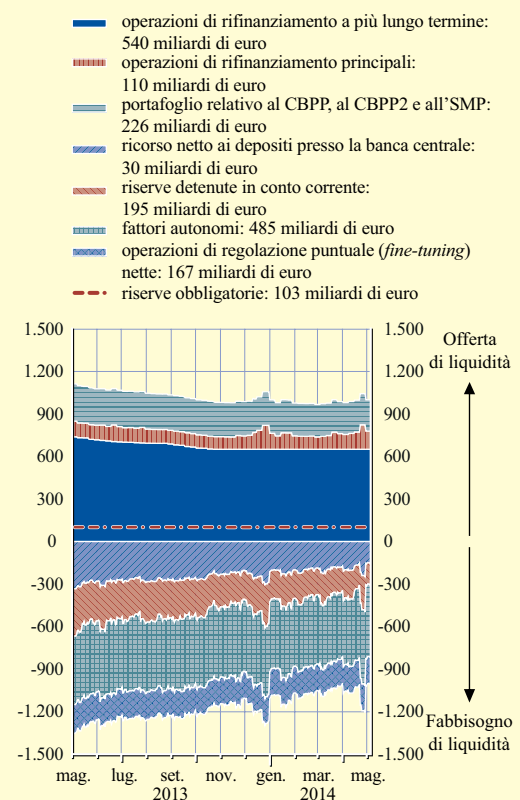 operazioni di rifinanziamento a più lungo termine:
540 miliardi di euro
operazioni di rifinanziamento principali:
110 miliardi di euro
portafoglio relativo al CBPP, al CBPP2 e all'SMP:
226 miliardi di euro
ricorso netto ai depositi presso la banca centrale:
30 miliardi di euro
riserve detenute in conto corrente:
195 miliardi di euro
fattori autonomi: 485 miliardi di euro
operazioni di regolazione puntuale (fine-tuning)
nette: 167 miliardi di euro
riserve obbligatorie: 103 miliardi di euro
1.500 1.500
Offerta
di liquidità
1.200 1.200
900 900
600 600
300 300
0 0
-300 -300
-600 -600
-900 -900
-1.200 -1.200
Fabbisogno
di liquidità
-1.500 -1.500
mag. lug. set. nov. gen. mar. mag.
2013 2014